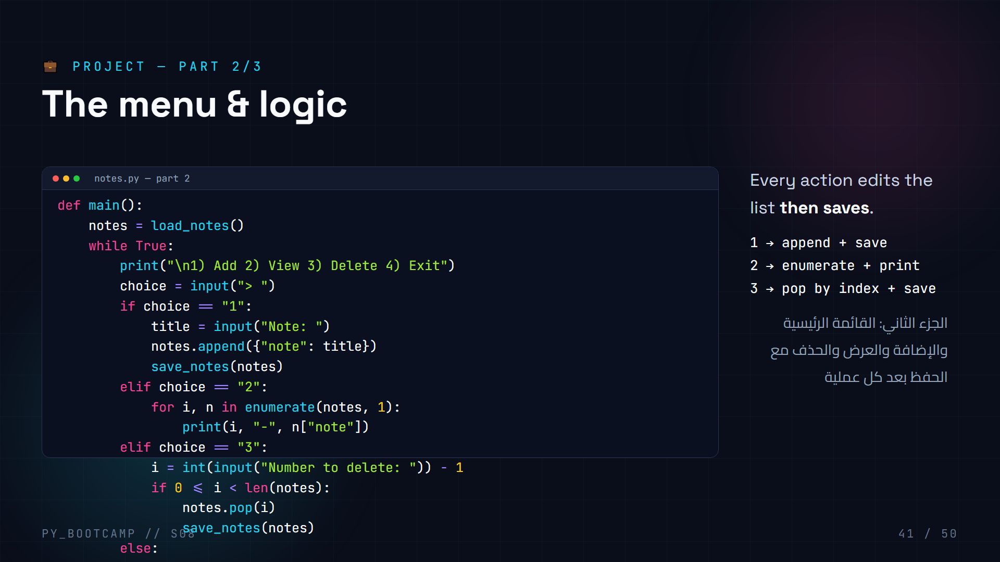 PROJECT — PART 2/3
The menu & logic
notes.py — part 2
def main():
    notes = load_notes()
    while True:
        print("\n1) Add 2) View 3) Delete 4) Exit")
        choice = input("> ")
        if choice == "1":
            title = input("Note: ")
            notes.append({"note": title})
            save_notes(notes)
        elif choice == "2":
            for i, n in enumerate(notes, 1):
                print(i, "-", n["note"])
        elif choice == "3":
            i = int(input("Number to delete: ")) - 1
            if 0 <= i < len(notes):
                notes.pop(i)
                save_notes(notes)
        else:
Every action edits the
list then saves.
1 → append + save
2 → enumerate + print
3 → pop by index + save
الجزء الثاني: القائمة الرئيسية
والإضافة والعرض والحذف مع
الحفظ بعد كل عملية
PY_BOOTCAMP // S08
41 / 50